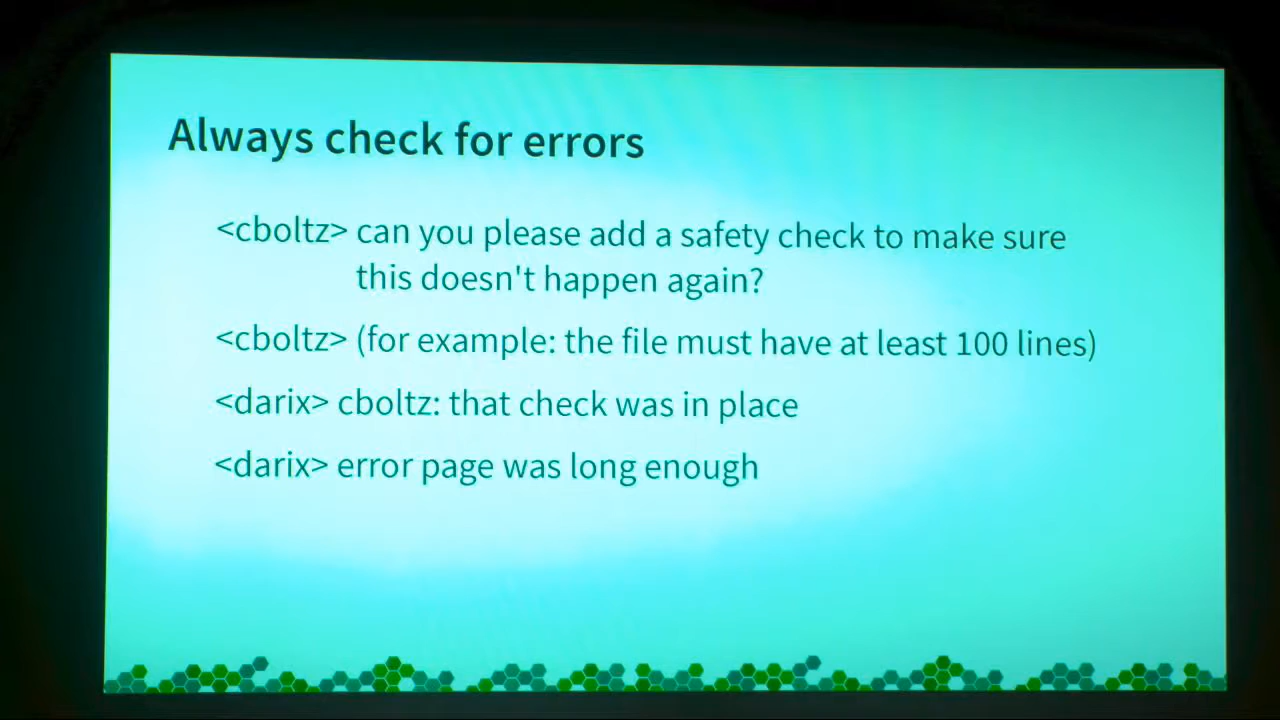 Always check for errors
<cboltz> can you please add a safety check to make sure
this doesn't happen again?
<cboltz> (for example: the file must have at least 100 lines)
<darix> cboltz: that check was in place
<darix> error page was long enough